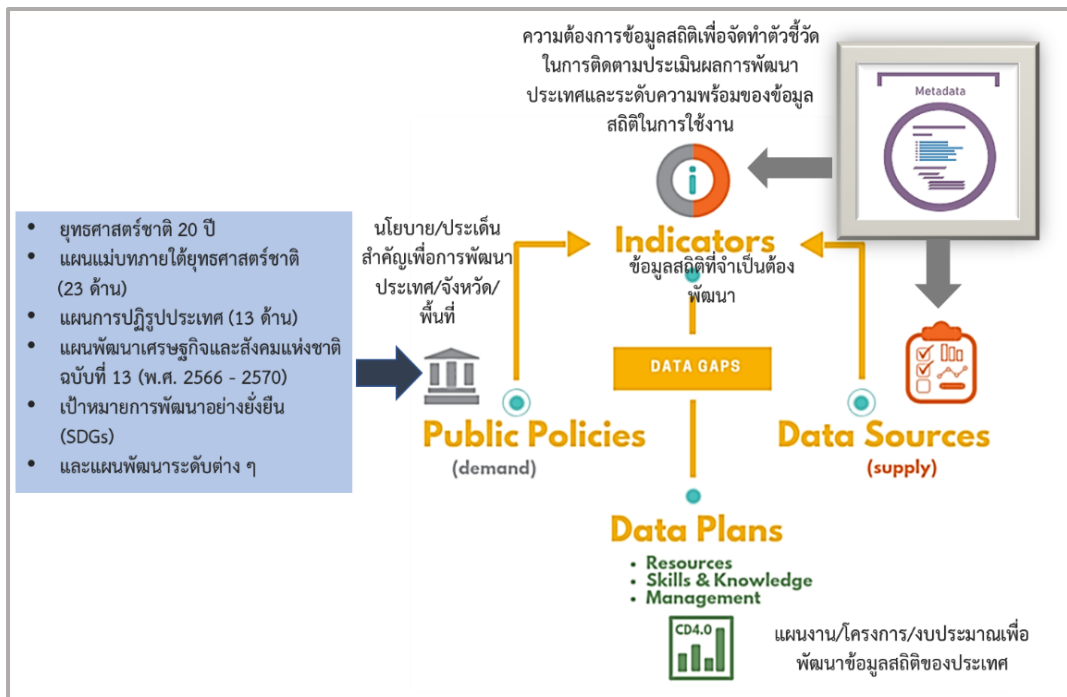 ความต้องการข้อมูลสถิติเพื่อจัดทำตัวชี้วัด
ในการติดตามประเมินผลการพัฒนา
ประเทศและระดับความพร้อมของข้อมูล
สถิติในการใช้งาน
Metadata
i
Indicators
ข้อมูลสถิติที่จำเป็นต้อง
พัฒนา
• ยุทธศาสตร์ชาติ 20 ปี
• แผนแม่บทภายใต้ยุทธศาสตร์ชาติ
(23 ด้าน)
• แผนการปฏิรูปประเทศ (13 ด้าน)
• แผนพัฒนาเศรษฐกิจและสังคมแห่งชาติ
ฉบับที่ 13 (พ.ศ. 2566 - 2570)
• เป้าหมายการพัฒนาอย่างยั่งยืน
(SDGs)
• และแผนพัฒนาระดับต่าง ๆ
นโยบาย/ประเด็น
สำคัญเพื่อการพัฒนา
ประเทศ/จังหวัด/
พื้นที่
Public Policies
(demand)
DATA GAPS
Data Sources
(supply)
Data Plans
• Resources
• Skills & Knowledge
• Management
CD4.0
แผนงาน/โครงการ/งบประมาณเพื่อ
พัฒนาข้อมูลสถิติของประเทศ